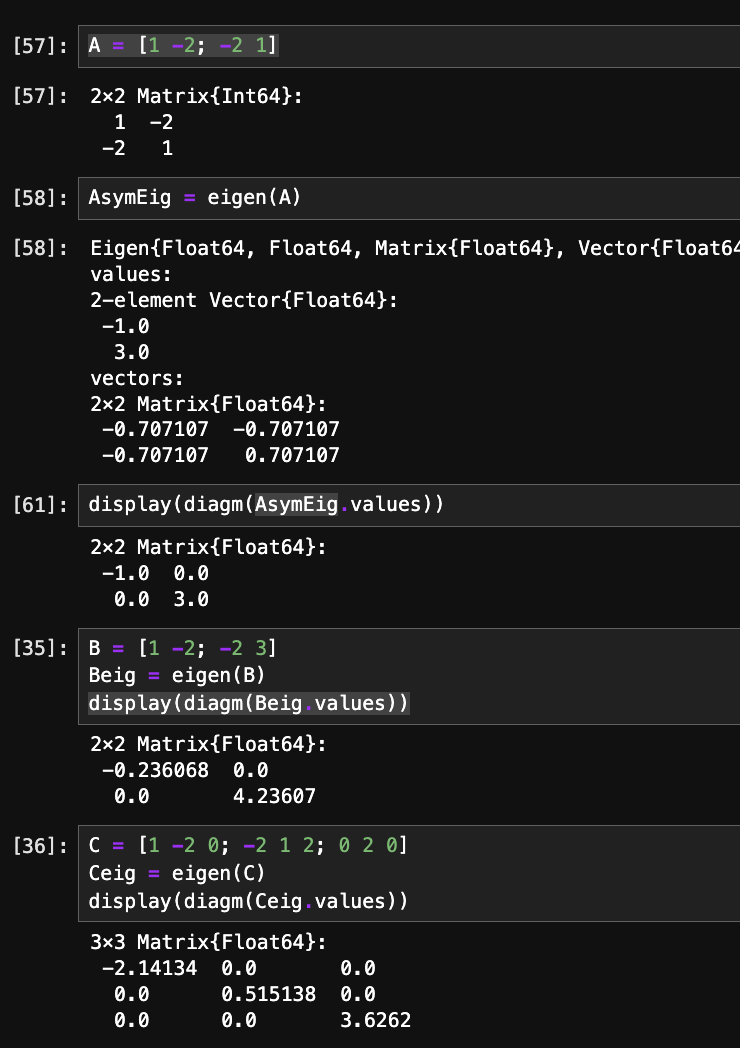 [57]: A = [1 -2; -2 1]
[57]: 2×2 Matrix{Int64}:
  1  -2
 -2   1
[58]: AsymEig = eigen(A)
[58]: Eigen{Float64, Float64, Matrix{Float64}, Vector{Float64
values:
2-element Vector{Float64}:
 -1.0
  3.0
vectors:
2×2 Matrix{Float64}:
 -0.707107  -0.707107
 -0.707107   0.707107
[61]: display(diagm(AsymEig.values))
2×2 Matrix{Float64}:
 -1.0  0.0
  0.0  3.0
[35]: B = [1 -2; -2 3]
Beig = eigen(B)
display(diagm(Beig.values))
2×2 Matrix{Float64}:
 -0.236068  0.0
  0.0       4.23607
[36]: C = [1 -2 0; -2 1 2; 0 2 0]
Ceig = eigen(C)
display(diagm(Ceig.values))
3×3 Matrix{Float64}:
 -2.14134  0.0       0.0
  0.0      0.515138  0.0
  0.0      0.0       3.6262